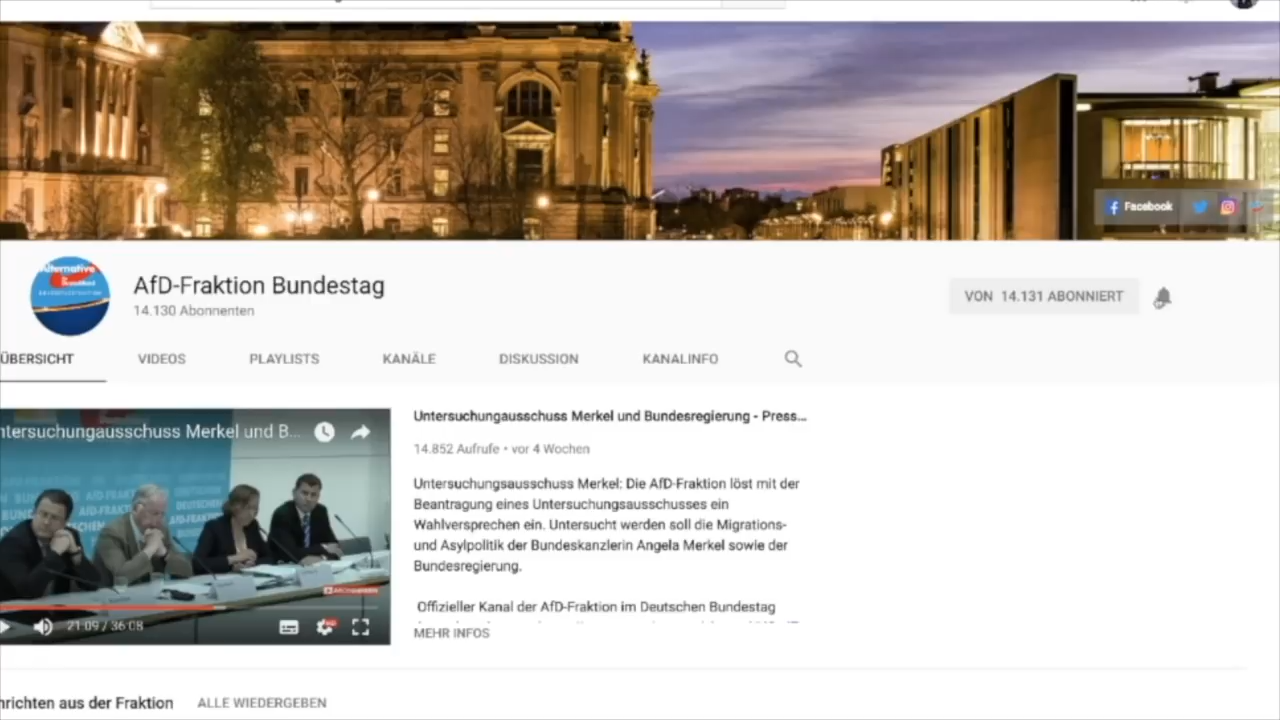 Facebook
Alternative
AfD-Fraktion Bundestag
14.130 Abonnenten
VON 14.131 ABONNIERT
ÜBERSICHT
VIDEOS
PLAYLISTS
KANÄLE
DISKUSSION
KANALINFO
ntersuchungausschuss Merkel und B...
21:09 / 36:08
Untersuchungausschuss Merkel und Bundesregierung - Press...
14.852 Aufrufe • vor 4 Wochen
Untersuchungsausschuss Merkel: Die AfD-Fraktion löst mit der
Beantragung eines Untersuchungsausschusses ein
Wahlversprechen ein. Untersucht werden soll die Migrations-
und Asylpolitik der Bundeskanzlerin Angela Merkel sowie der
Bundesregierung.
Offizieller Kanal der AfD-Fraktion im Deutschen Bundestag
MEHR INFOS
hrichten aus der Fraktion
ALLE WIEDERGEBEN